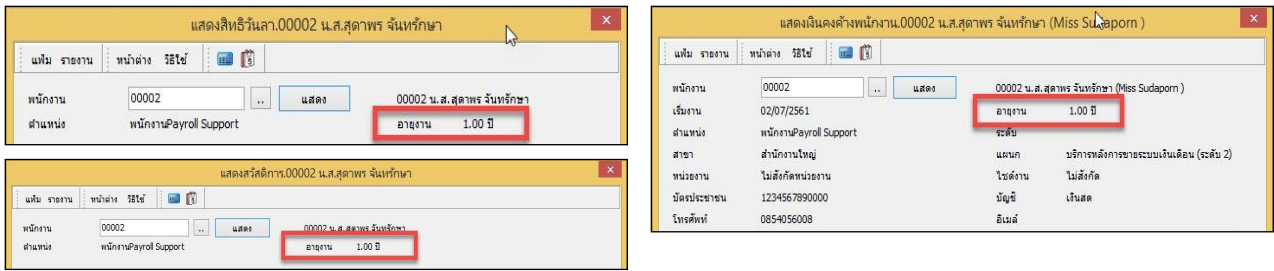 แสดงสิทธิวันลา.00002 น.ส.สุดาพร จันทรักษา
แฟ้ม รายงาน หน้าต่าง วิธีใช้
พนักงาน 00002 .. แสดง 00002 น.ส.สุดาพร จันทรักษา
ตำแหน่ง พนักงานPayroll Support อายุงาน 1.00 ปี
แสดงสวัสดิการ.00002 น.ส.สุดาพร จันทรักษา
แฟ้ม รายงาน หน้าต่าง วิธีใช้
พนักงาน 00002 .. แสดง 00002 น.ส.สุดาพร จันทรักษา
ตำแหน่ง พนักงานPayroll Support อายุงาน 1.00 ปี
แสดงเงินคงค้างพนักงาน.00002 น.ส.สุดาพร จันทรักษา (Miss Sudaporn )
แฟ้ม รายงาน หน้าต่าง วิธีใช้
พนักงาน 00002 .. แสดง 00002 น.ส.สุดาพร จันทรักษา (Miss Sudaporn )
เริ่มงาน 02/07/2561 อายุงาน 1.00 ปี
ตำแหน่ง พนักงานPayroll Support ระดับ
สาขา สำนักงานใหญ่ แผนก บริการหลังการขายระบบเงินเดือน (ระดับ 2)
หน่วยงาน ไม่สังกัดหน่วยงาน ไซด์งาน ไม่สังกัด
บัตรประชาชน 1234567890000 บัญชี เงินสด
โทรศัพท์ 0854056008 อีเมล์